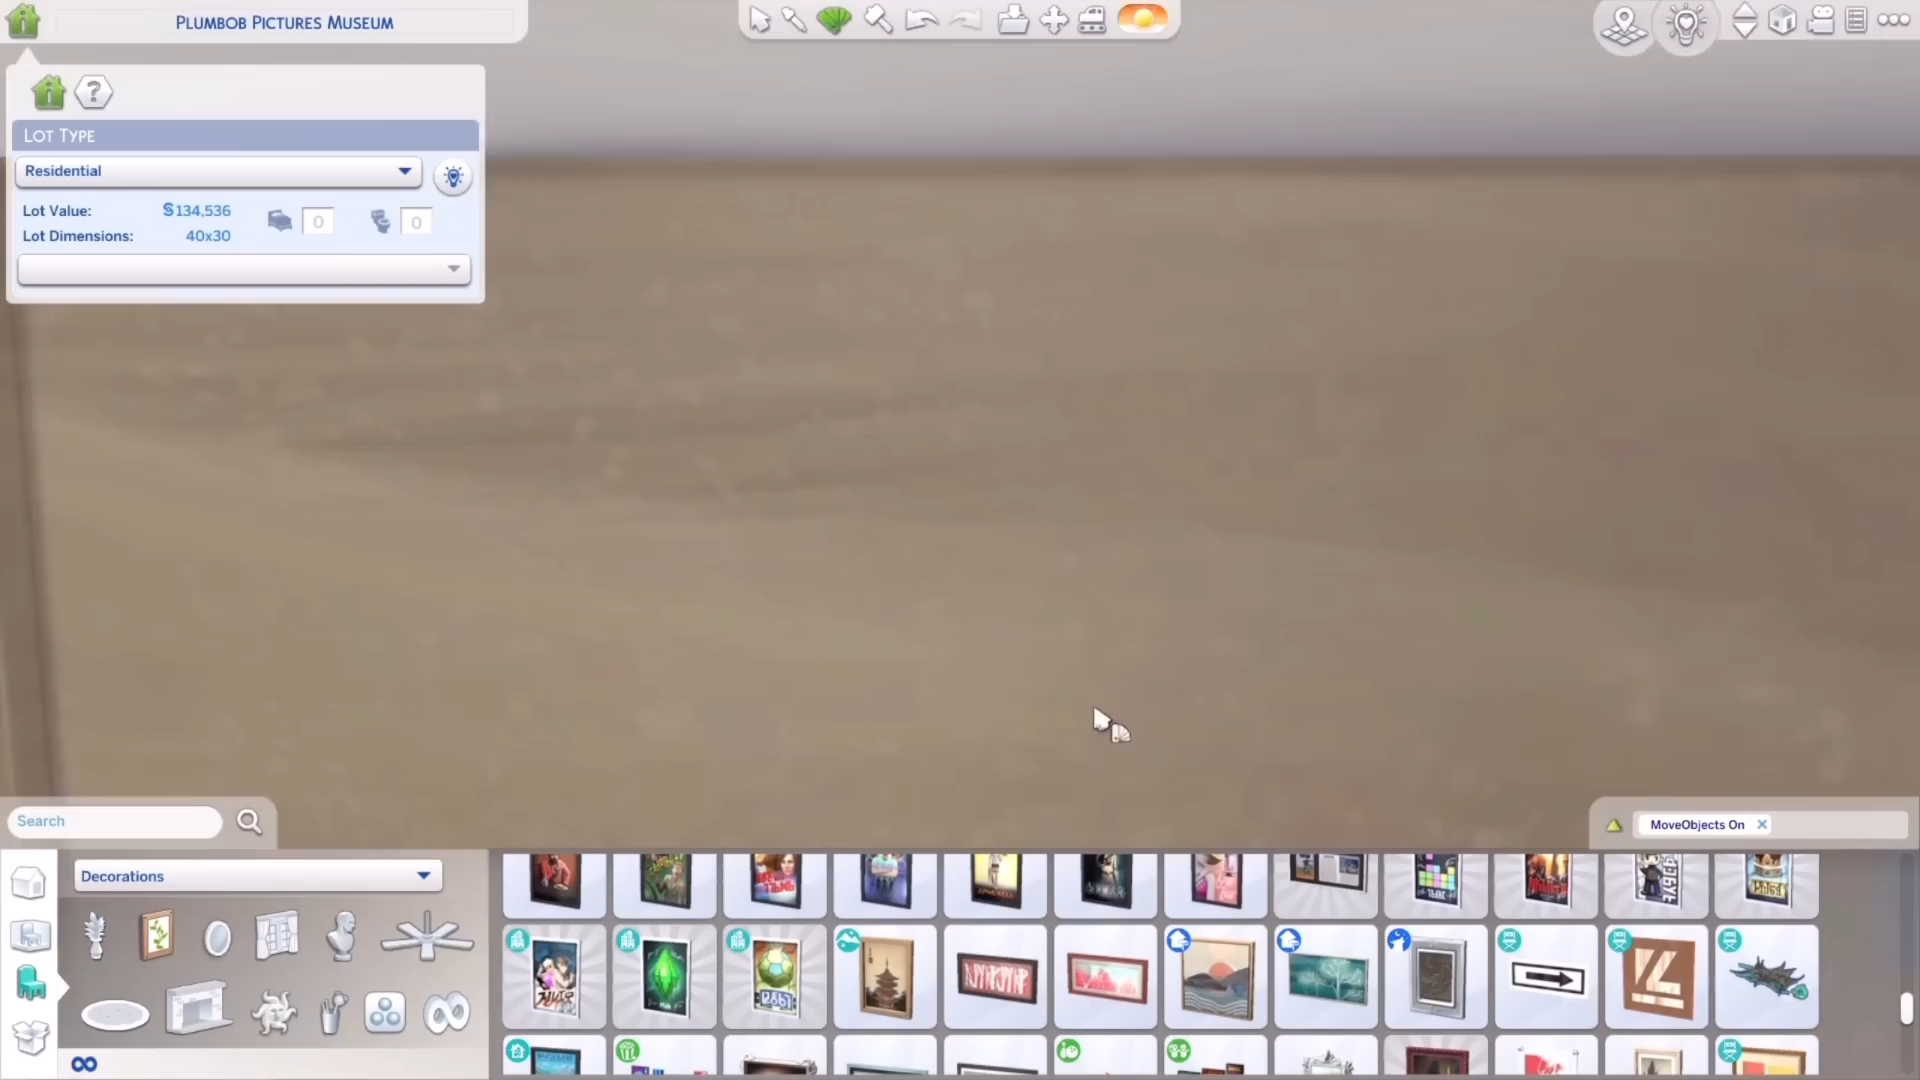 Plumbob Pictures Museum
?
Lot Type
Residential
Lot Value: §134,536
0
0
Lot Dimensions: 40x30
Search
MoveObjects On
Decorations